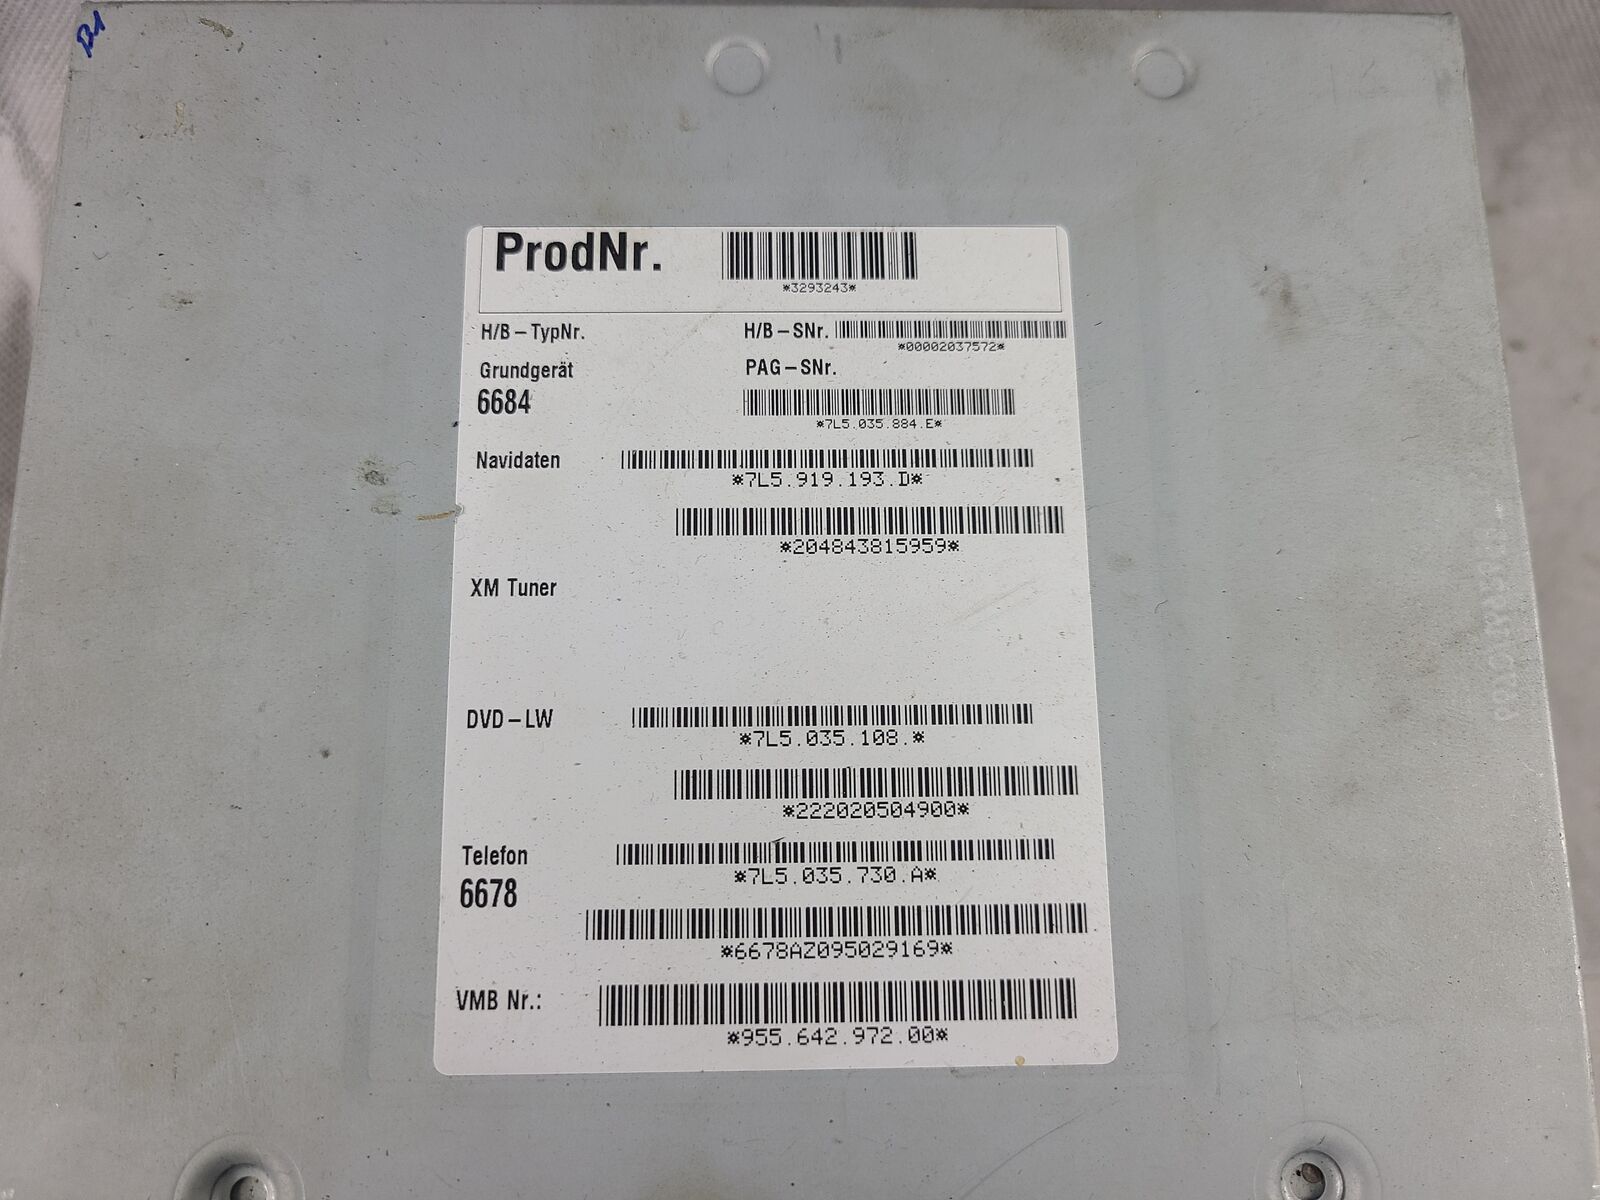 ProdNr.
*3293243*
H/B-TypNr.
H/B-SNr.
*00002037572*
Grundgerät
PAG-SNr.
6684
*7L5.035.884.E*
Navidaten
*7L5.919.193.D*
*204843815959*
XM Tuner
DVD-LW
*7L5.035.108.*
*222020504900*
Telefon
*7L5.035.730.A*
6678
*6678AZ095029169*
VMB Nr.:
*955.642.972.00*